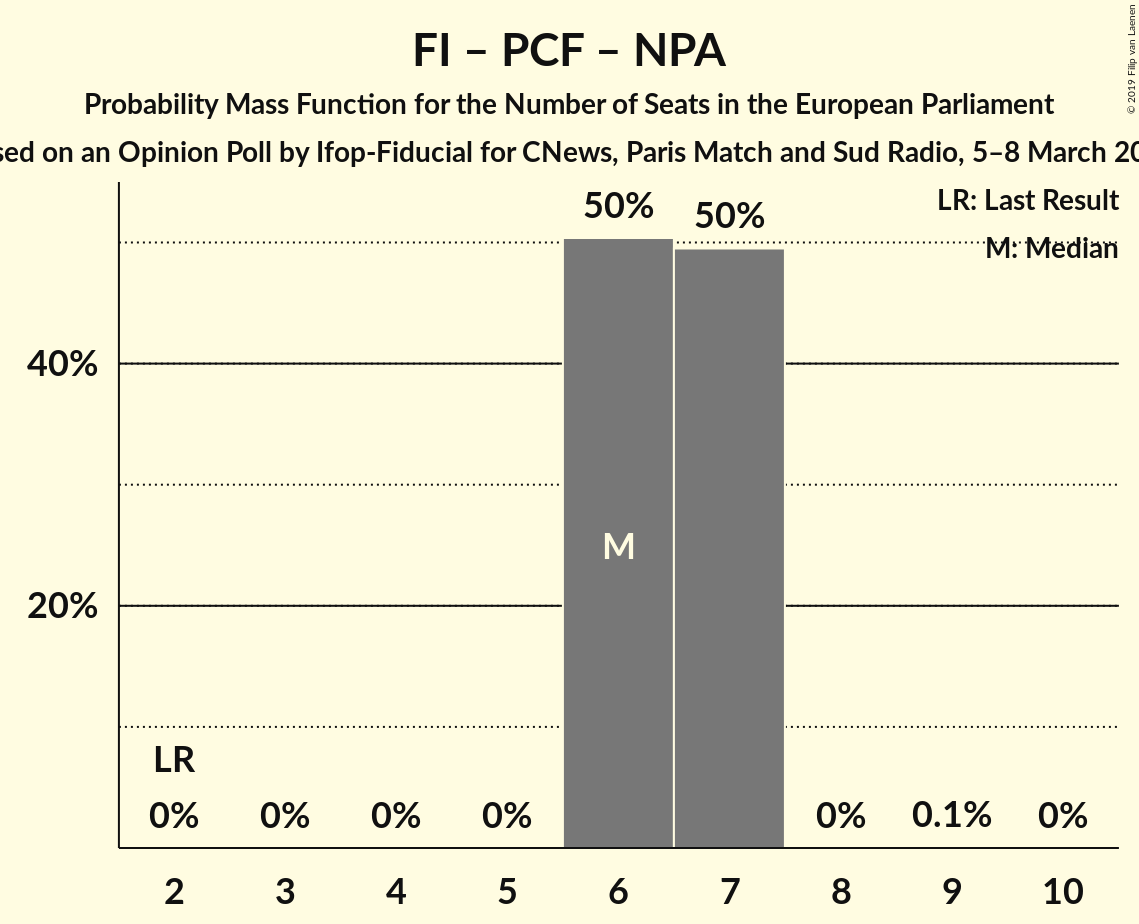 FI – PCF – NPA
Probability Mass Function for the Number of Seats in the European Parliament
on an Opinion Poll by Ifop-Fiducial for CNews, Paris Match and Sud Radio, 5–8 March
© 2019 Filip van Laenen
LR: Last Result
M: Median
50%
50%
40%
20%
M
LR
0%
0%
0%
0%
0%
0.1%
0%
2
3
4
5
6
7
8
9
10